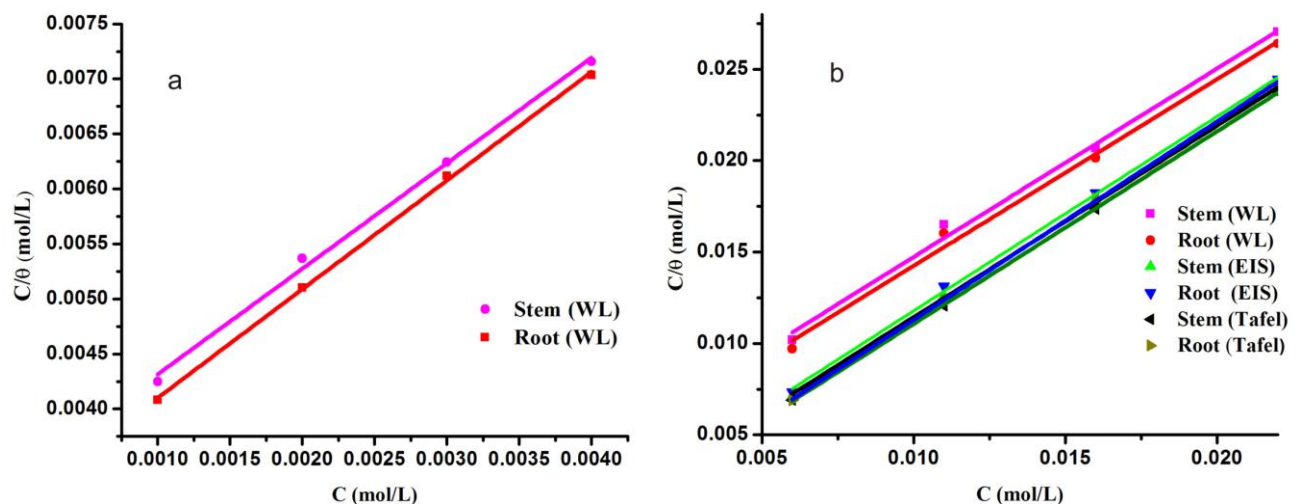 a
0.0075
0.0070
0.0065
0.0060
0.0055
0.0050
0.0045
0.0040
C/θ (mol/L)
0.0010 0.0015 0.0020 0.0025 0.0030 0.0035 0.0040
C (mol/L)
Stem (WL)
Root (WL)
b
0.025
0.020
0.015
0.010
0.005
C/θ (mol/L)
0.005 0.010 0.015 0.020
C (mol/L)
Stem (WL)
Root (WL)
Stem (EIS)
Root (EIS)
Stem (Tafel)
Root (Tafel)